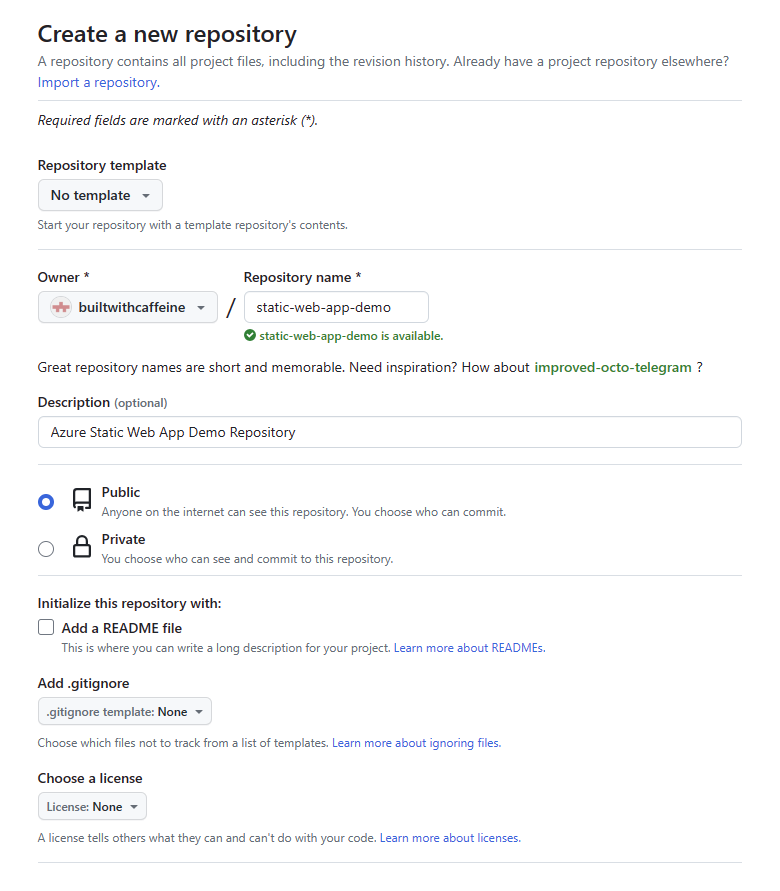 Create a new repository
A repository contains all project files, including the revision history. Already have a project repository elsewhere?
Import a repository.
Required fields are marked with an asterisk (*).
Repository template
No template
Start your repository with a template repository's contents.
Owner *
Repository name *
builtwithcaffeine / static-web-app-demo
static-web-app-demo is available.
Great repository names are short and memorable. Need inspiration? How about improved-octo-telegram ?
Description (optional)
Azure Static Web App Demo Repository
Public
Anyone on the internet can see this repository. You choose who can commit.
Private
You choose who can see and commit to this repository.
Initialize this repository with:
Add a README file
This is where you can write a long description for your project. Learn more about READMEs.
Add .gitignore
.gitignore template: None
Choose which files not to track from a list of templates. Learn more about ignoring files.
Choose a license
License: None
A license tells others what they can and can't do with your code. Learn more about licenses.